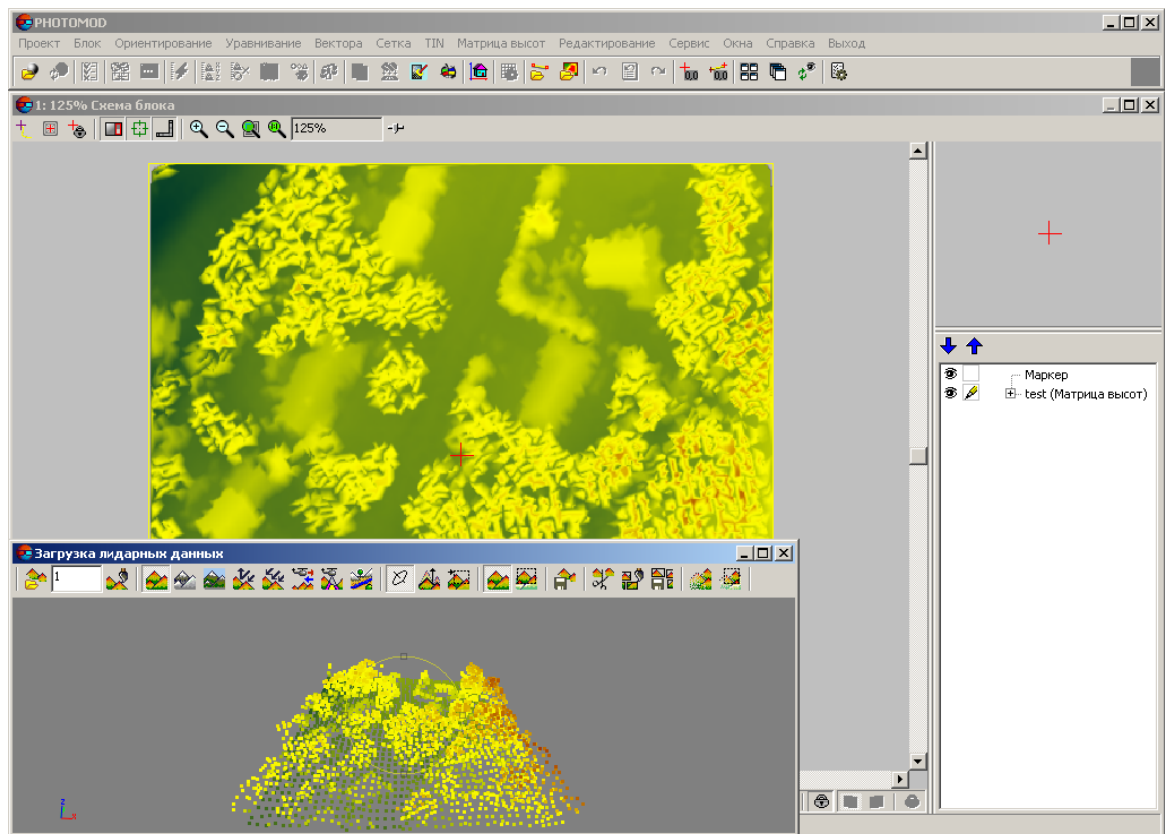 PHOTOMOD
Проект Блок Ориентирование Уравнивание Вектора Сетка TIN Матрица высот Редактирование Сервис Окна Справка Выход
1: 125% Схема блока
125%
Маркер
test (Матрица высот)
Загрузка лидарных данных
1
z
x